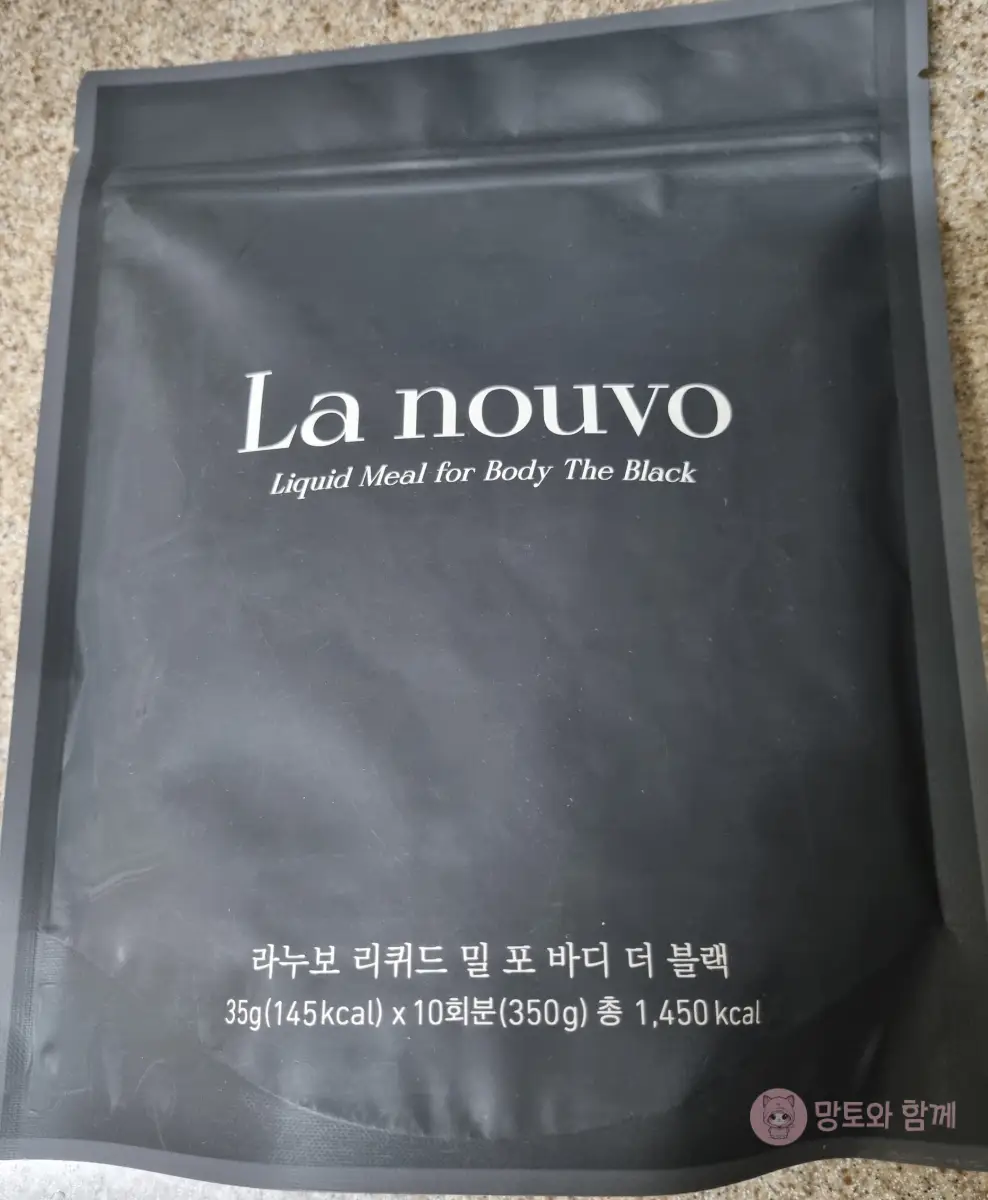 La nouvo
Liquid Meal for Body The Black
라누보 리퀴드 밀 포 바디 더 블랙
35g(145kcal) x 10회분(350g) 총 1,450 kcal
망토와 함께